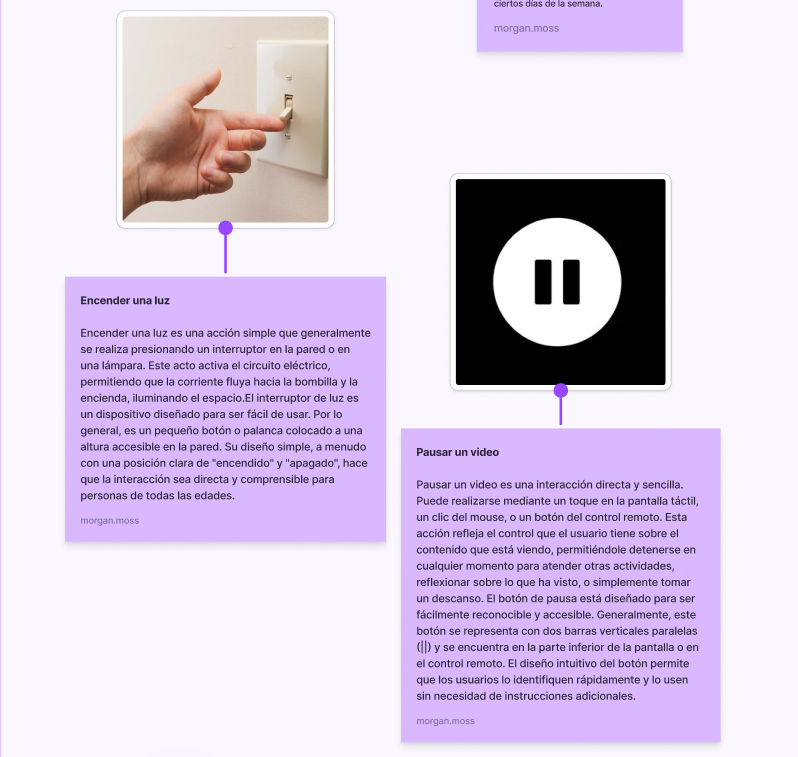 ciertos días de la semana.
morgan.moss
Encender una luz
Encender una luz es una acción simple que generalmente
se realiza presionando un interruptor en la pared o en
una lámpara. Este acto activa el circuito eléctrico,
permitiendo que la corriente fluya hacia la bombilla y la
encienda, iluminando el espacio.El interruptor de luz es
un dispositivo diseñado para ser fácil de usar. Por lo
general, es un pequeño botón o palanca colocado a una
altura accesible en la pared. Su diseño simple, a menudo
con una posición clara de "encendido" y "apagado", hace
que la interacción sea directa y comprensible para
personas de todas las edades.
morgan.moss
Pausar un video
Pausar un video es una interacción directa y sencilla.
Puede realizarse mediante un toque en la pantalla táctil,
un clic del mouse, o un botón del control remoto. Esta
acción refleja el control que el usuario tiene sobre el
contenido que está viendo, permitiéndole detenerse en
cualquier momento para atender otras actividades,
reflexionar sobre lo que ha visto, o simplemente tomar
un descanso. El botón de pausa está diseñado para ser
fácilmente reconocible y accesible. Generalmente, este
botón se representa con dos barras verticales paralelas
(||) y se encuentra en la parte inferior de la pantalla o en
el control remoto. El diseño intuitivo del botón permite
que los usuarios lo identifiquen rápidamente y lo usen
sin necesidad de instrucciones adicionales.
morgan.moss